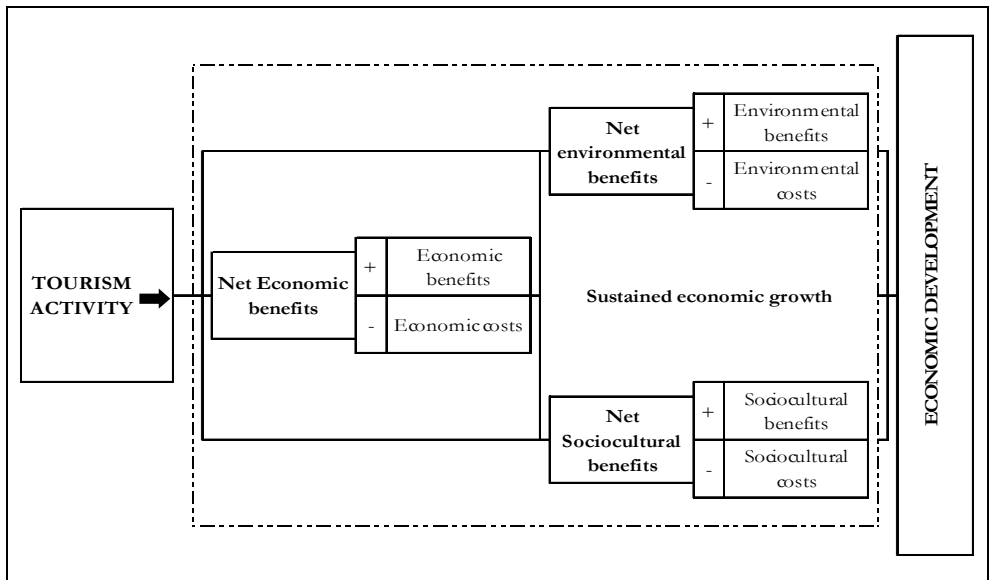 TOURISM
ACTIVITY
Net Economic
benefits
+
Economic
benefits
-
Economic costs
Net
environmental
benefits
+
Environmental
benefits
-
Environmental
costs
Sustained economic growth
Net
Sociocultural
benefits
+
Sociocultural
benefits
-
Sociocultural
costs
ECONOMIC DEVELOPMENT